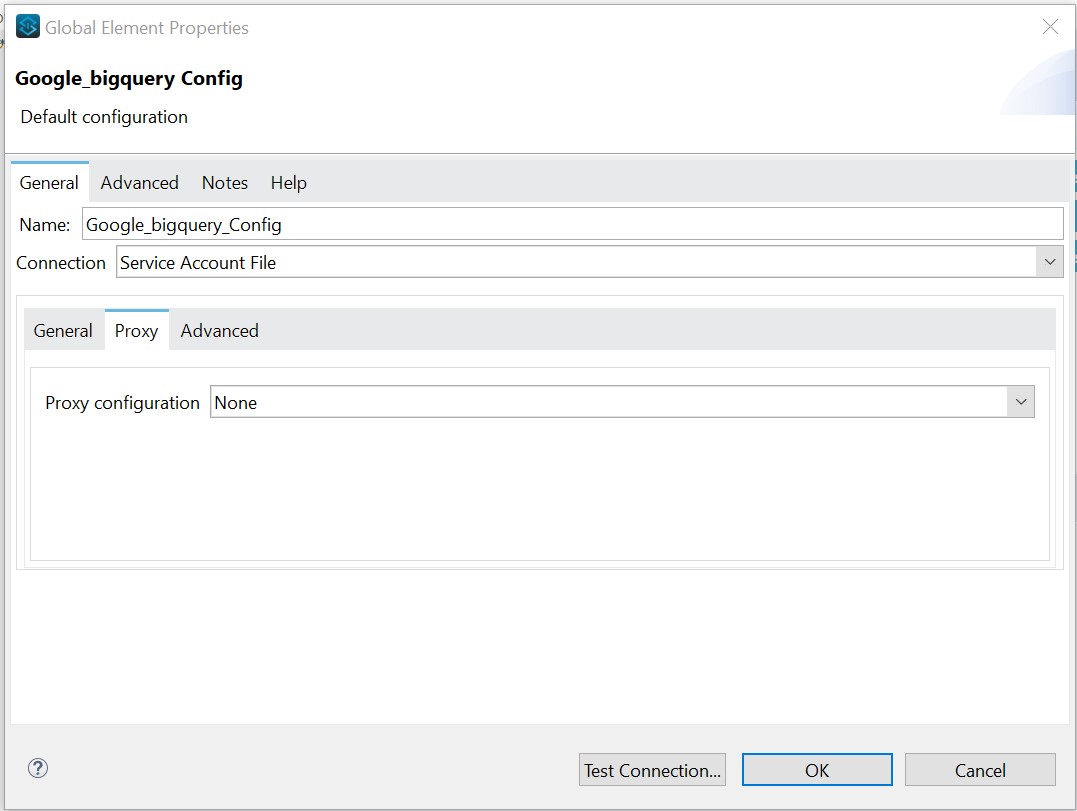 Global Element Properties
Google_bigquery Config
Default configuration
General Advanced Notes Help
Name: Google_bigquery_Config
Connection Service Account File
General Proxy Advanced
Proxy configuration None
? Test Connection... OK Cancel